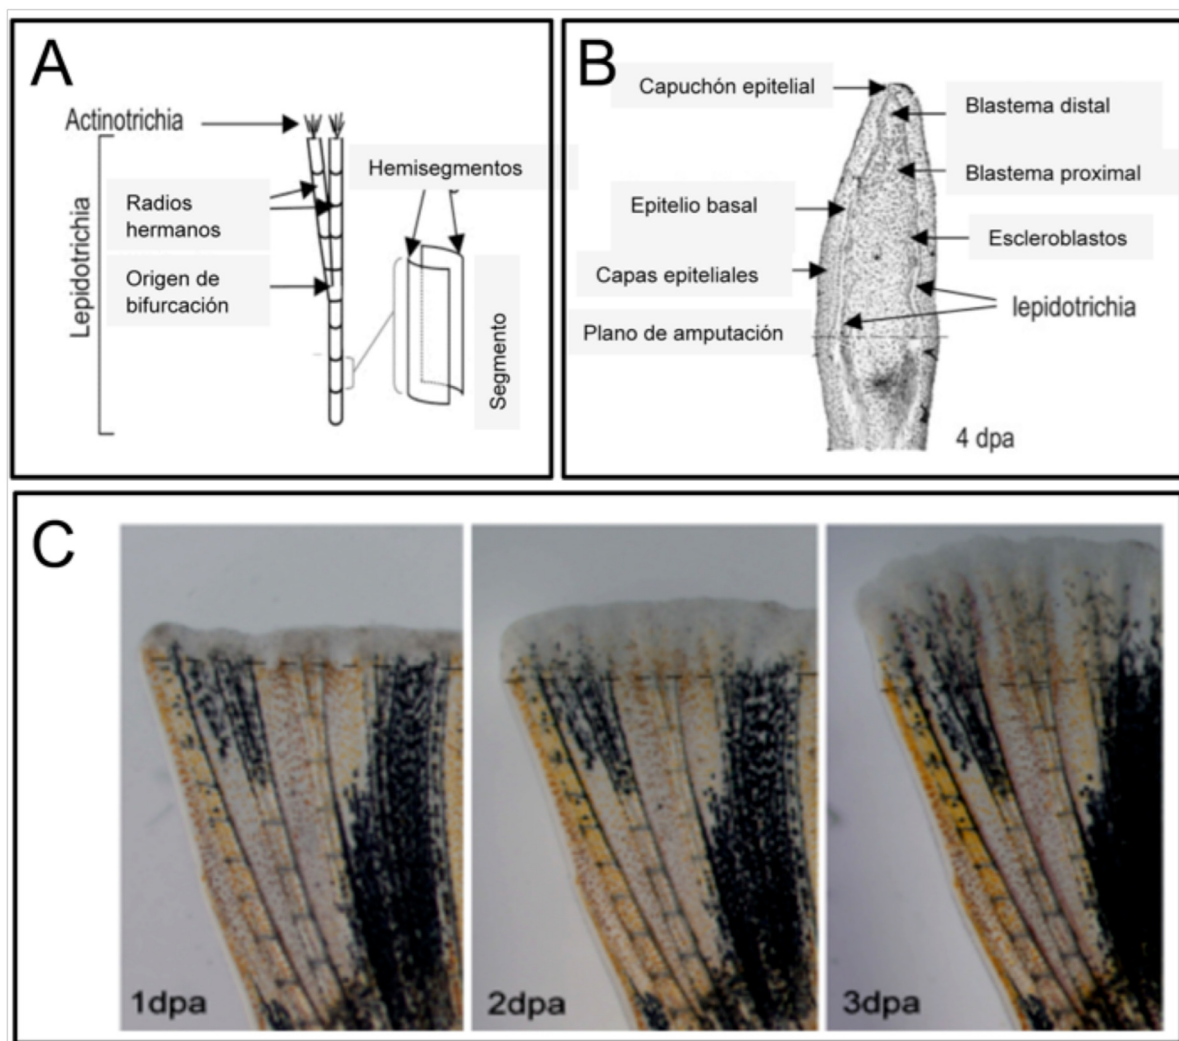 A
Actinotrichia
Lepidotrichia
Radios
hermanos
Origen de
bifurcación
Hemisegmentos
Segmento
B
Capuchón epitelial
Blastema distal
Blastema proximal
Epitelio basal
Escleroblastos
Capas epiteliales
lepidotrichia
Plano de amputación
4 dpa
C
1dpa
2dpa
3dpa